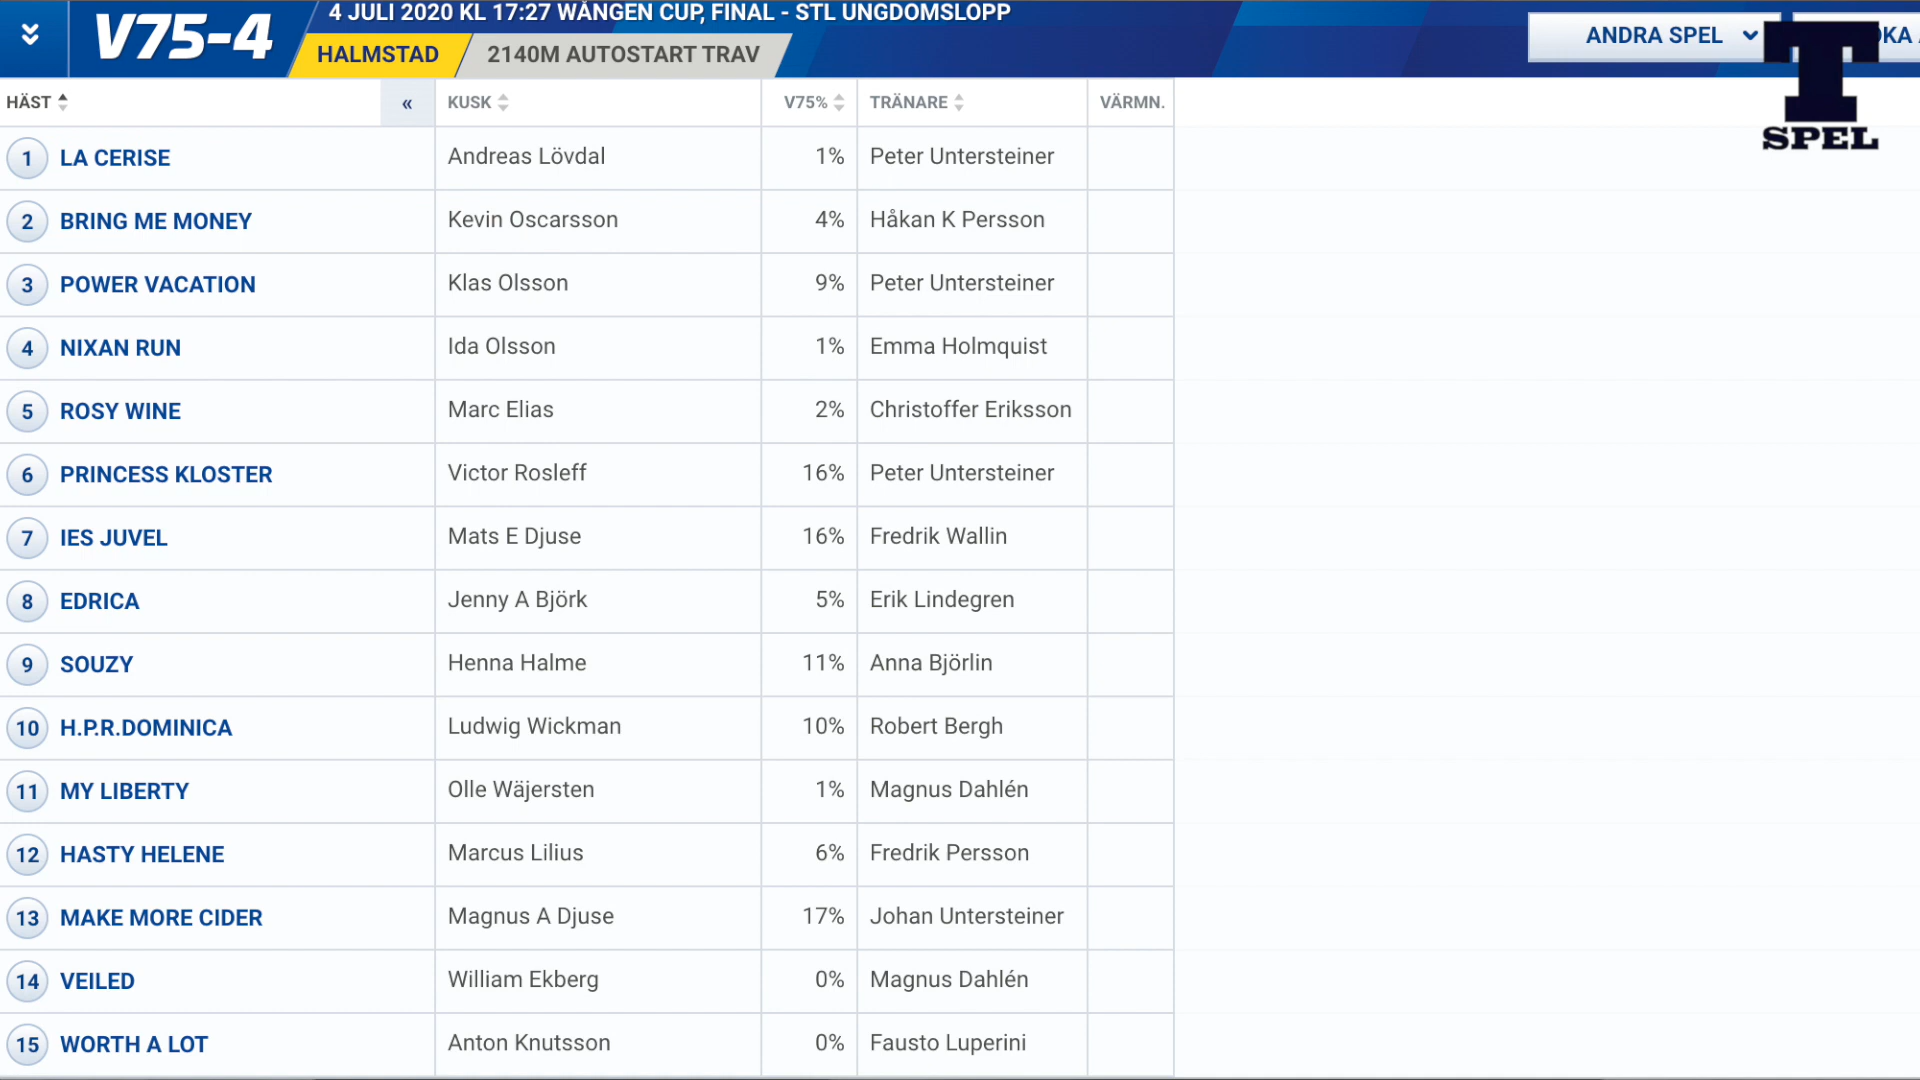 V75-4
4 JULI 2020 KL 17:27 WÅNGEN CUP, FINAL - STL UNGDOMSLOPP
HALMSTAD 2140M AUTOSTART TRAV
ANDRA SPEL
T
SPEL
HÄST « KUSK V75% TRÄNARE VÄRMN.
1 LA CERISE Andreas Lövdal 1% Peter Untersteiner
2 BRING ME MONEY Kevin Oscarsson 4% Håkan K Persson
3 POWER VACATION Klas Olsson 9% Peter Untersteiner
4 NIXAN RUN Ida Olsson 1% Emma Holmquist
5 ROSY WINE Marc Elias 2% Christoffer Eriksson
6 PRINCESS KLOSTER Victor Rosleff 16% Peter Untersteiner
7 IES JUVEL Mats E Djuse 16% Fredrik Wallin
8 EDRICA Jenny A Björk 5% Erik Lindegren
9 SOUZY Henna Halme 11% Anna Björlin
10 H.P.R.DOMINICA Ludwig Wickman 10% Robert Bergh
11 MY LIBERTY Olle Wäjersten 1% Magnus Dahlén
12 HASTY HELENE Marcus Lilius 6% Fredrik Persson
13 MAKE MORE CIDER Magnus A Djuse 17% Johan Untersteiner
14 VEILED William Ekberg 0% Magnus Dahlén
15 WORTH A LOT Anton Knutsson 0% Fausto Luperini